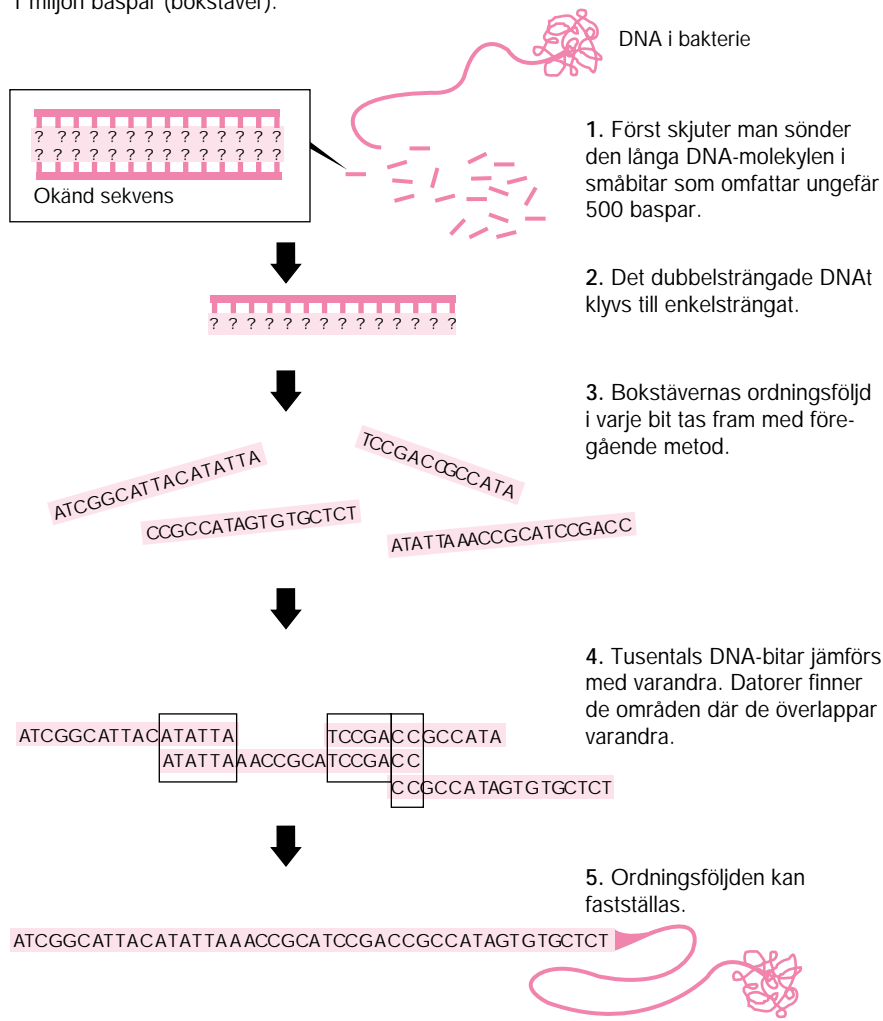 1 miljon baspar (bokstäver).
DNA i bakterie
? ? ? ? ? ? ? ? ? ? ? ? ? ?
? ? ? ? ? ? ? ? ? ? ? ? ? ?
Okänd sekvens
1. Först skjuter man sönder
den långa DNA-molekylen i
småbitar som omfattar ungefär
500 baspar.
2. Det dubbelsträngade DNAt
klyvs till enkelsträngat.
? ? ? ? ? ? ? ? ? ? ? ? ? ?
3. Bokstävernas ordningsföljd
i varje bit tas fram med före-
gående metod.
ATCGGCATTACATATTA
TCCGACCGCCATA
CCGCCATAGTGTGCTCT
ATATTAAACCGCATCCGACC
4. Tusentals DNA-bitar jämförs
med varandra. Datorer finner
de områden där de överlappar
varandra.
ATCGGCATTACATATTA TCCGACCGCCATA
ATATTAAACCGCATCCGACC
CCGCCATAGTGTGCTCT
5. Ordningsföljden kan
fastställas.
ATCGGCATTACATATTAAACCGCATCCGACCGCCATAGTGTGCTCT